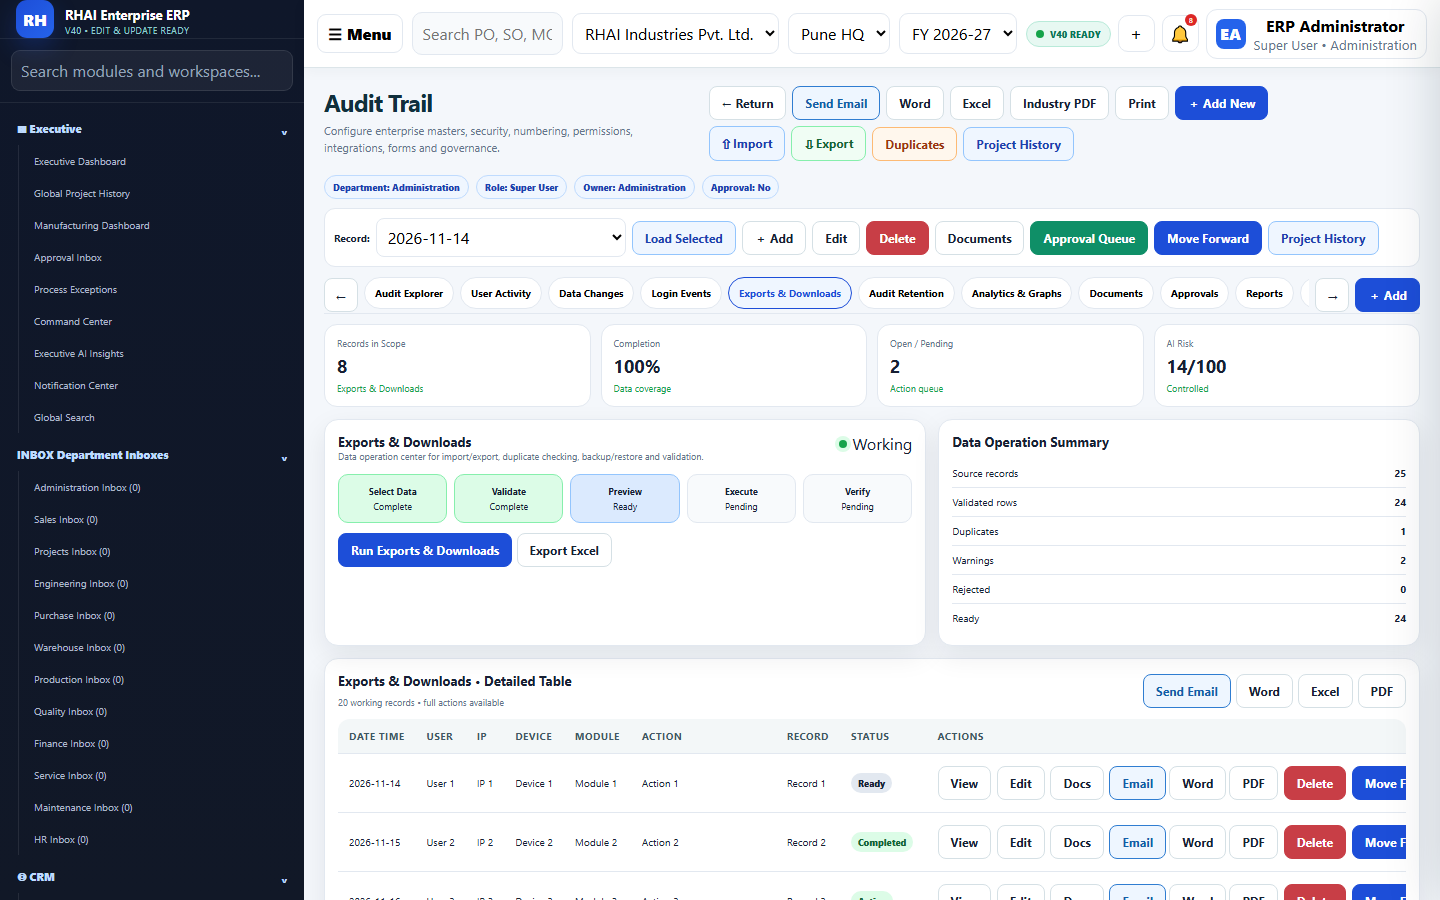 RH
RHAI Enterprise ERP
V40 • EDIT & UPDATE READY
Search modules and workspaces...
Executive
Executive Dashboard
Global Project History
Manufacturing Dashboard
Approval Inbox
Process Exceptions
Command Center
Executive AI Insights
Notification Center
Global Search
INBOX Department Inboxes
Administration Inbox (0)
Sales Inbox (0)
Projects Inbox (0)
Engineering Inbox (0)
Purchase Inbox (0)
Warehouse Inbox (0)
Production Inbox (0)
Quality Inbox (0)
Finance Inbox (0)
Service Inbox (0)
Maintenance Inbox (0)
HR Inbox (0)
CRM
☰ Menu
Search PO, SO, MC
RHAI Industries Pvt. Ltd.
Pune HQ
FY 2026-27
V40 READY
+
8
EA
ERP Administrator
Super User • Administration
Audit Trail
Configure enterprise masters, security, numbering, permissions,
integrations, forms and governance.
← Return
Send Email
Word
Excel
Industry PDF
Print
+ Add New
⇧ Import
⇩ Export
Duplicates
Project History
Department: Administration
Role: Super User
Owner: Administration
Approval: No
Record:
2026-11-14
Load Selected
+ Add
Edit
Delete
Documents
Approval Queue
Move Forward
Project History
←
Audit Explorer
User Activity
Data Changes
Login Events
Exports & Downloads
Audit Retention
Analytics & Graphs
Documents
Approvals
Reports
→
+ Add
Records in Scope
8
Exports & Downloads
Completion
100%
Data coverage
Open / Pending
2
Action queue
AI Risk
14/100
Controlled
Exports & Downloads
Data operation center for import/export, duplicate checking, backup/restore and validation.
Working
Select Data
Complete
Validate
Complete
Preview
Ready
Execute
Pending
Verify
Pending
Run Exports & Downloads
Export Excel
Data Operation Summary
Source records 25
Validated rows 24
Duplicates 1
Warnings 2
Rejected 0
Ready 24
Exports & Downloads • Detailed Table
20 working records • full actions available
Send Email
Word
Excel
PDF
DATE TIME USER IP DEVICE MODULE ACTION RECORD STATUS ACTIONS
2026-11-14 User 1 IP 1 Device 1 Module 1 Action 1 Record 1 Ready View Edit Docs Email Word PDF Delete Move F
2026-11-15 User 2 IP 2 Device 2 Module 2 Action 2 Record 2 Completed View Edit Docs Email Word PDF Delete Move F